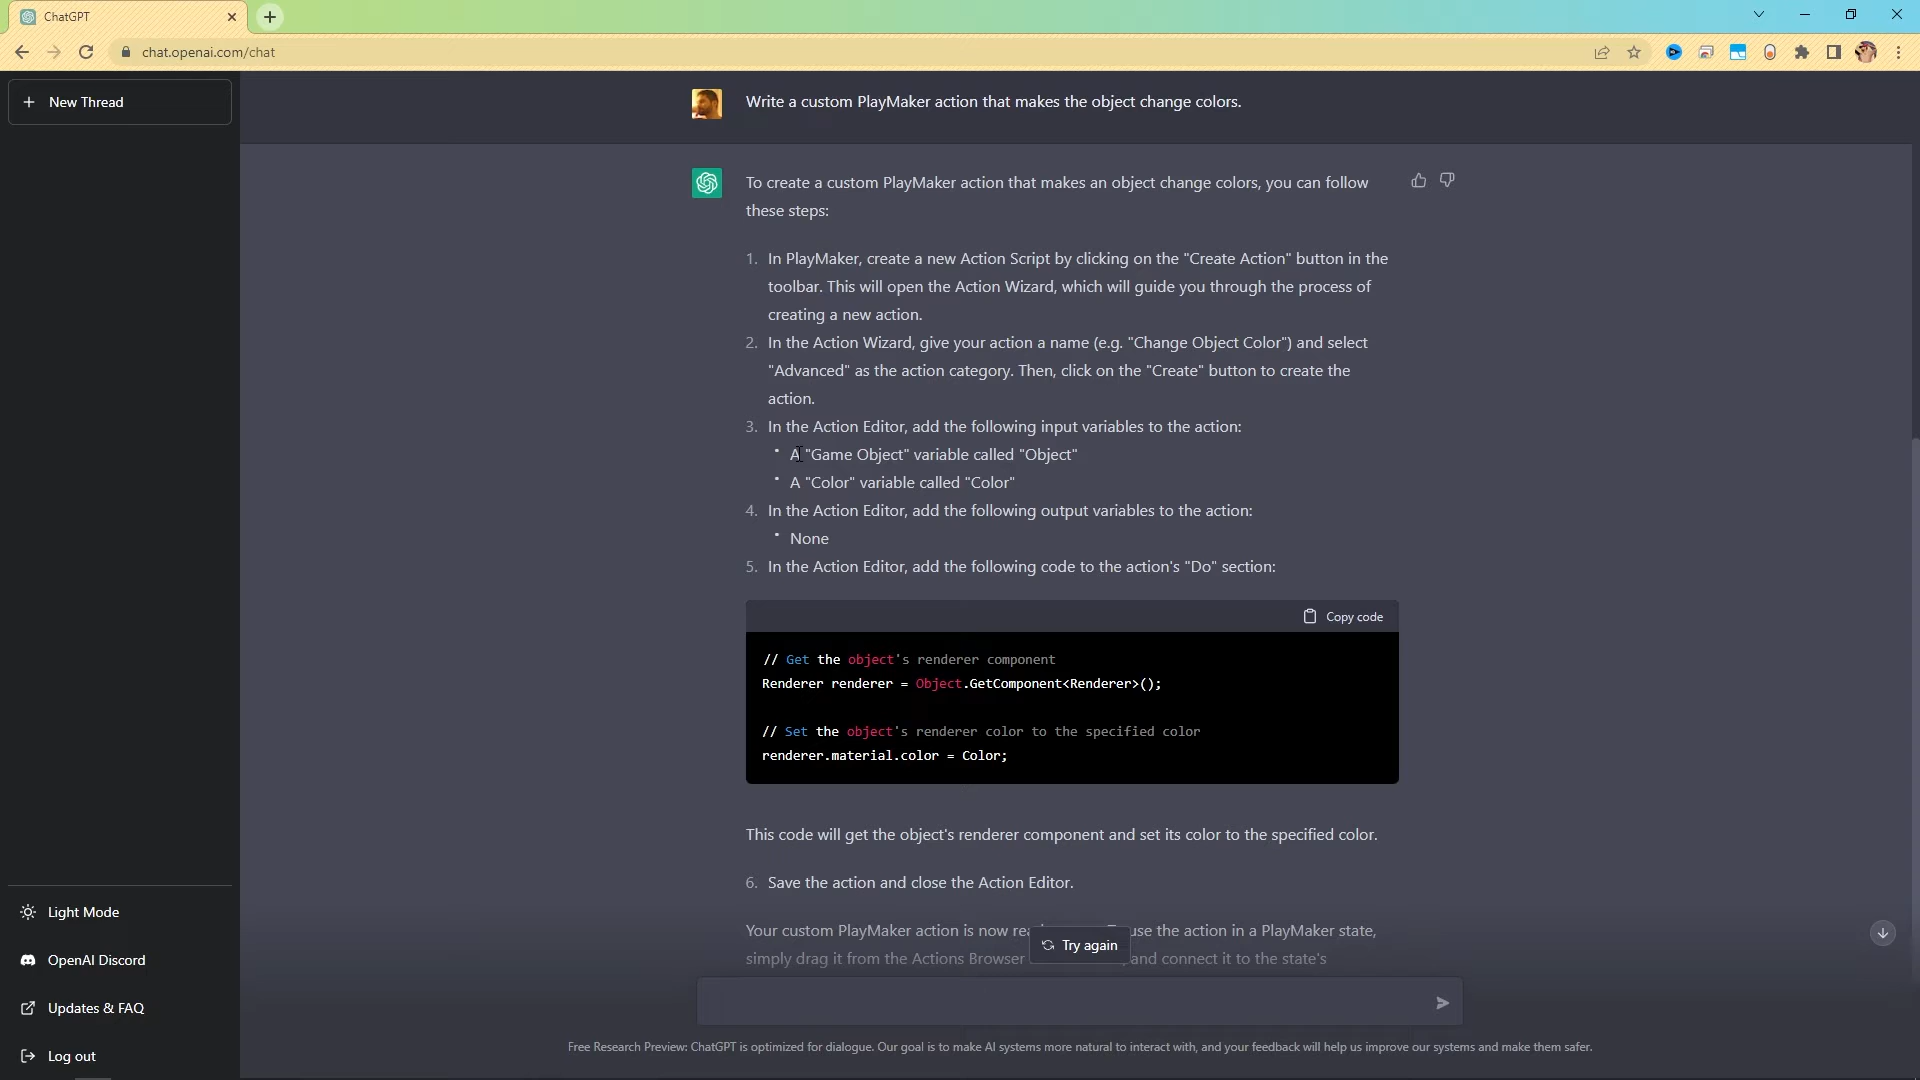 ChatGPT
chat.openai.com/chat
New Thread
Write a custom PlayMaker action that makes the object change colors.
To create a custom PlayMaker action that makes an object change colors, you can follow
these steps:
1. In PlayMaker, create a new Action Script by clicking on the "Create Action" button in the
toolbar. This will open the Action Wizard, which will guide you through the process of
creating a new action.
2. In the Action Wizard, give your action a name (e.g. "Change Object Color") and select
"Advanced" as the action category. Then, click on the "Create" button to create the
action.
3. In the Action Editor, add the following input variables to the action:
• A "Game Object" variable called "Object"
• A "Color" variable called "Color"
4. In the Action Editor, add the following output variables to the action:
• None
5. In the Action Editor, add the following code to the action's "Do" section:
Copy code
// Get the object's renderer component
Renderer renderer = Object.GetComponent<Renderer>();
// Set the object's renderer color to the specified color
renderer.material.color = Color;
This code will get the object's renderer component and set its color to the specified color.
6. Save the action and close the Action Editor.
Your custom PlayMaker action is now use the action in a PlayMaker state,
Try again
simply drag it from the Actions Browser and connect it to the state's
Light Mode
OpenAI Discord
Updates & FAQ
Log out
Free Research Preview: ChatGPT is optimized for dialogue. Our goal is to make AI systems more natural to interact with, and your feedback will help us improve our systems and make them safer.